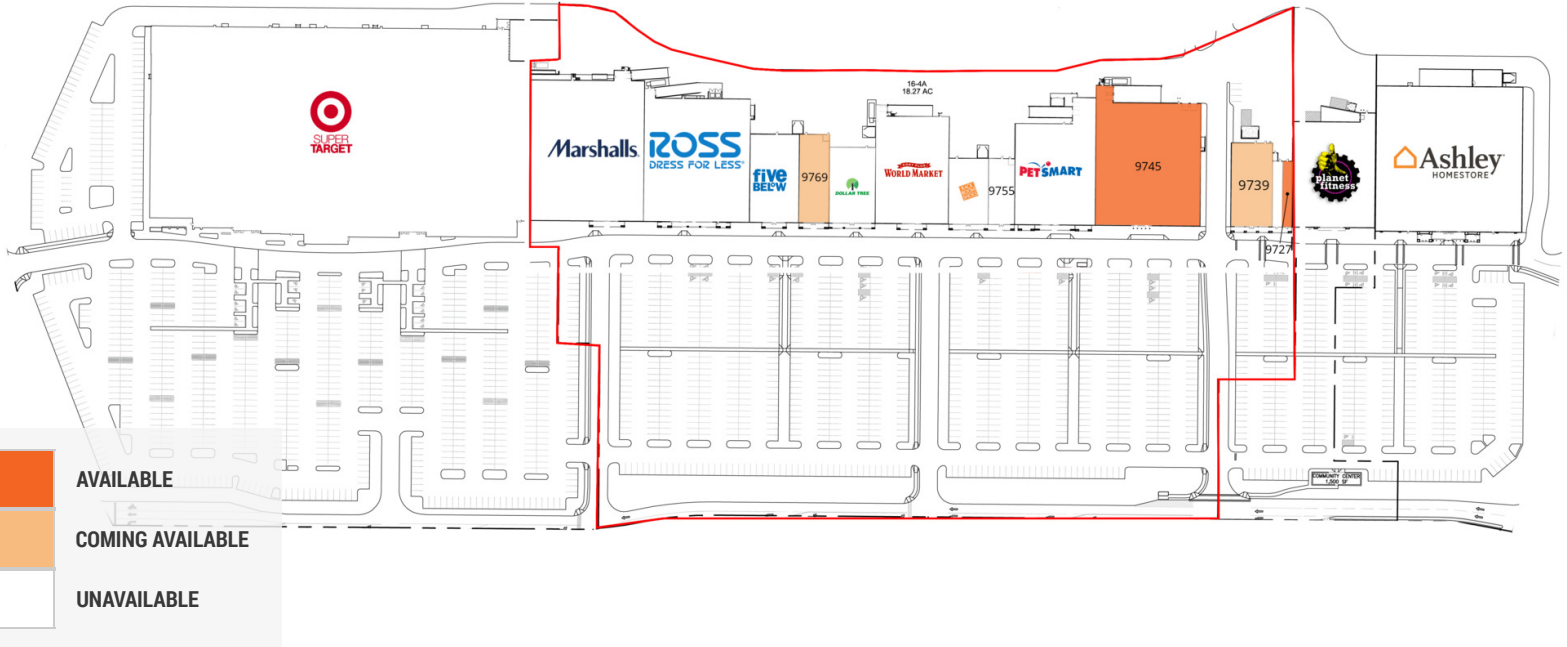 16-4A
18.27 AC
SUPER
TARGET
Marshalls.
ROSS
DRESS FOR LESS
five
BELOW
9769
DOLLAR TREE
WORLD MARKET
9755
PETSMART
9745
9739
9727
planet
fitness
Ashley
HOMESTORE
COMMUNITY CENTER
1,500 SF
AVAILABLE
COMING AVAILABLE
UNAVAILABLE